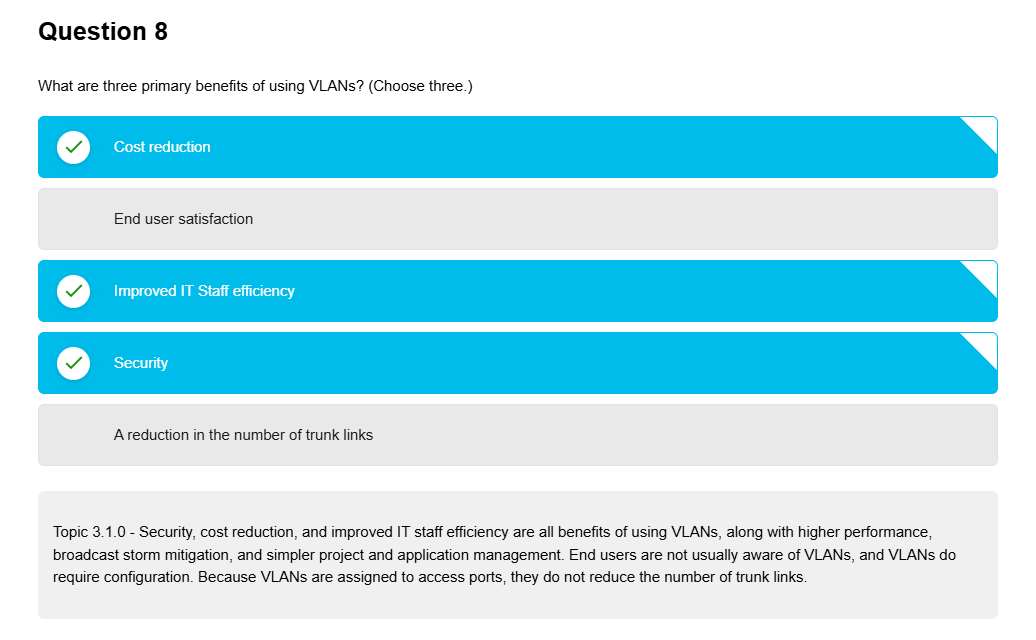 Question 8
What are three primary benefits of using VLANs? (Choose three.)
Cost reduction
End user satisfaction
Improved IT Staff efficiency
Security
A reduction in the number of trunk links
Topic 3.1.0 - Security, cost reduction, and improved IT staff efficiency are all benefits of using VLANs, along with higher performance,
broadcast storm mitigation, and simpler project and application management. End users are not usually aware of VLANs, and VLANs do
require configuration. Because VLANs are assigned to access ports, they do not reduce the number of trunk links.